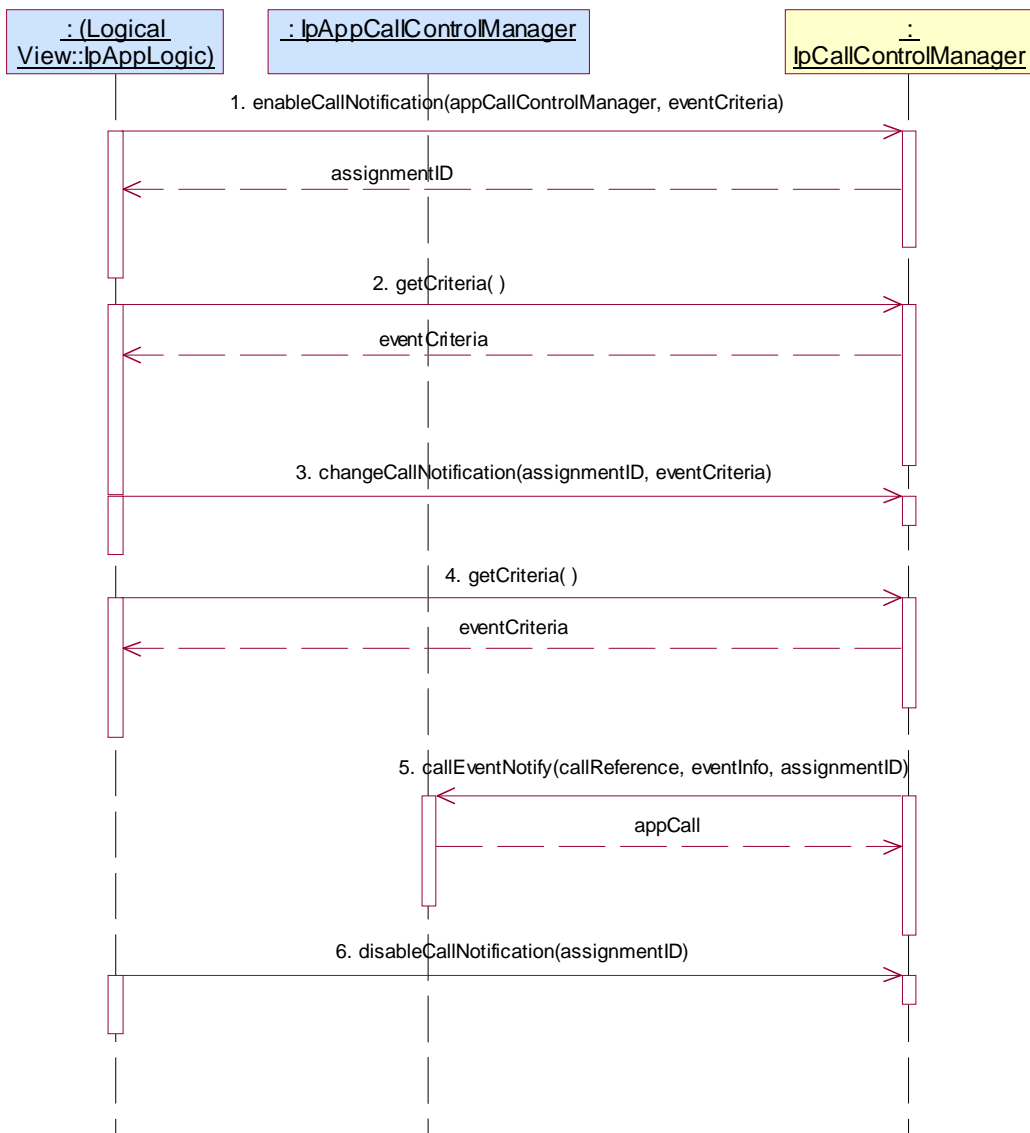 : (Logical
View::IpAppLogic)
: IpAppCallControlManager
:
IpCallControlManager
1. enableCallNotification(appCallControlManager, eventCriteria)
assignmentID
2. getCriteria( )
eventCriteria
3. changeCallNotification(assignmentID, eventCriteria)
4. getCriteria( )
eventCriteria
5. callEventNotify(callReference, eventInfo, assignmentID)
appCall
6. disableCallNotification(assignmentID)